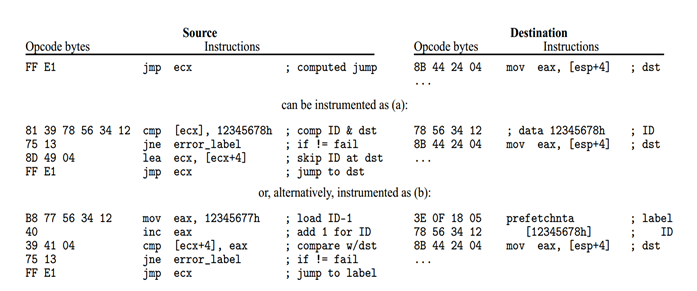 Source Destination
Opcode bytes Instructions Opcode bytes Instructions
FF E1 jmp ecx ; computed jump 8B 44 24 04 mov eax, [esp+4] ; dst
...
can be instrumented as (a):
81 39 78 56 34 12 cmp [ecx], 12345678h ; comp ID & dst 78 56 34 12 ; data 12345678h ; ID
75 13 jne error_label ; if != fail 8B 44 24 04 mov eax, [esp+4] ; dst
8D 49 04 lea ecx, [ecx+4] ; skip ID at dst ...
FF E1 jmp ecx ; jump to dst
or, alternatively, instrumented as (b):
B8 77 56 34 12 mov eax, 12345677h ; load ID-1 3E 0F 18 05 prefetchnta ; label
40 inc eax ; add 1 for ID 78 56 34 12 [12345678h] ; ID
39 41 04 cmp [ecx+4], eax ; compare w/dst 8B 44 24 04 mov eax, [esp+4] ; dst
75 13 jne error_label ; if != fail ...
FF E1 jmp ecx ; jump to label